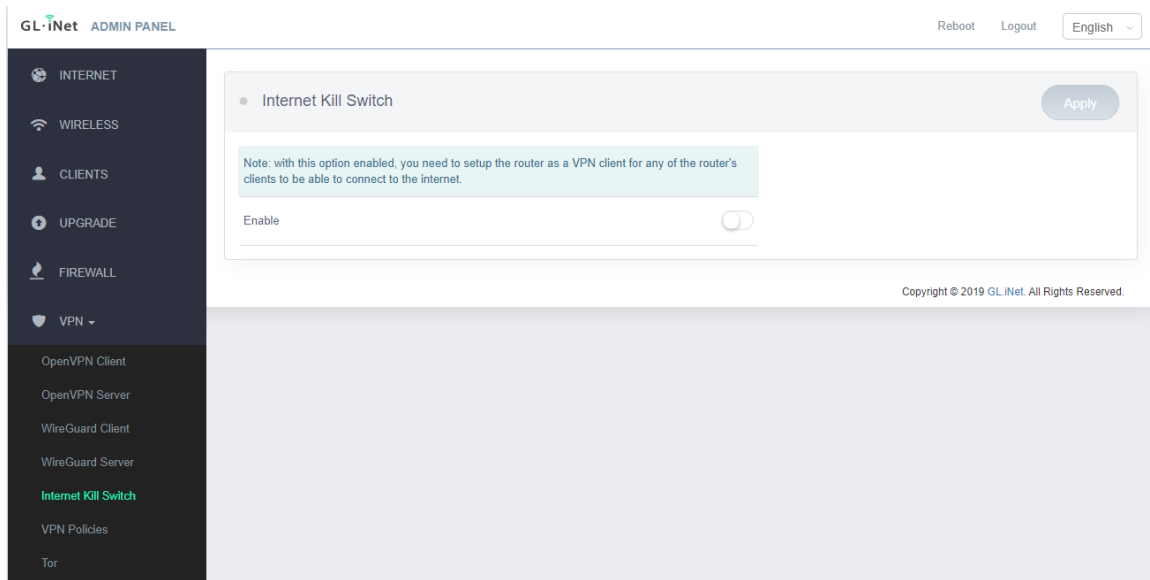 GL·iNet ADMIN PANEL
Reboot Logout English
INTERNET
WIRELESS
CLIENTS
UPGRADE
FIREWALL
VPN
OpenVPN Client
OpenVPN Server
WireGuard Client
WireGuard Server
Internet Kill Switch
VPN Policies
Tor
Internet Kill Switch
Apply
Note: with this option enabled, you need to setup the router as a VPN client for any of the router's
clients to be able to connect to the internet.
Enable
Copyright © 2019 GL.iNet. All Rights Reserved.